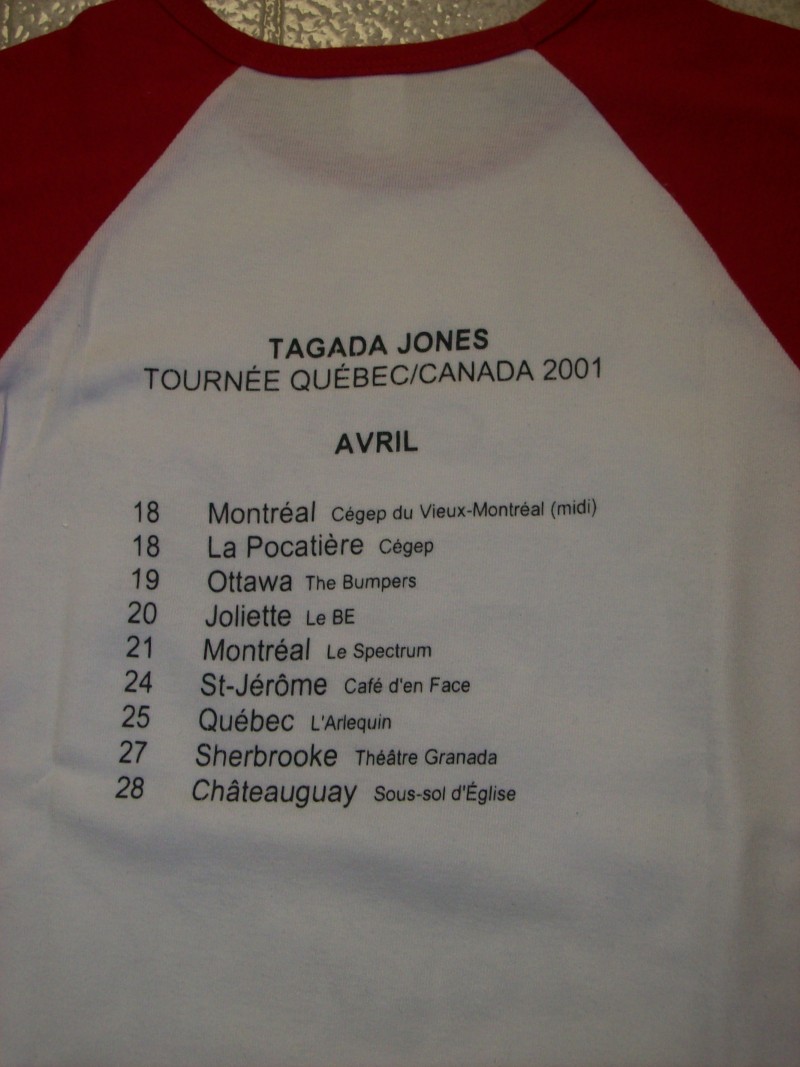 TAGADA JONES
TOURNÉE QUÉBEC/CANADA 2001
AVRIL
18 Montréal Cégep du Vieux-Montréal (midi)
18 La Pocatière Cégep
19 Ottawa The Bumpers
20 Joliette Le BE
21 Montréal Le Spectrum
24 St-Jérôme Café d'en Face
25 Québec L'Arlequin
27 Sherbrooke Théâtre Granada
28 Châteauguay Sous-sol d'Église